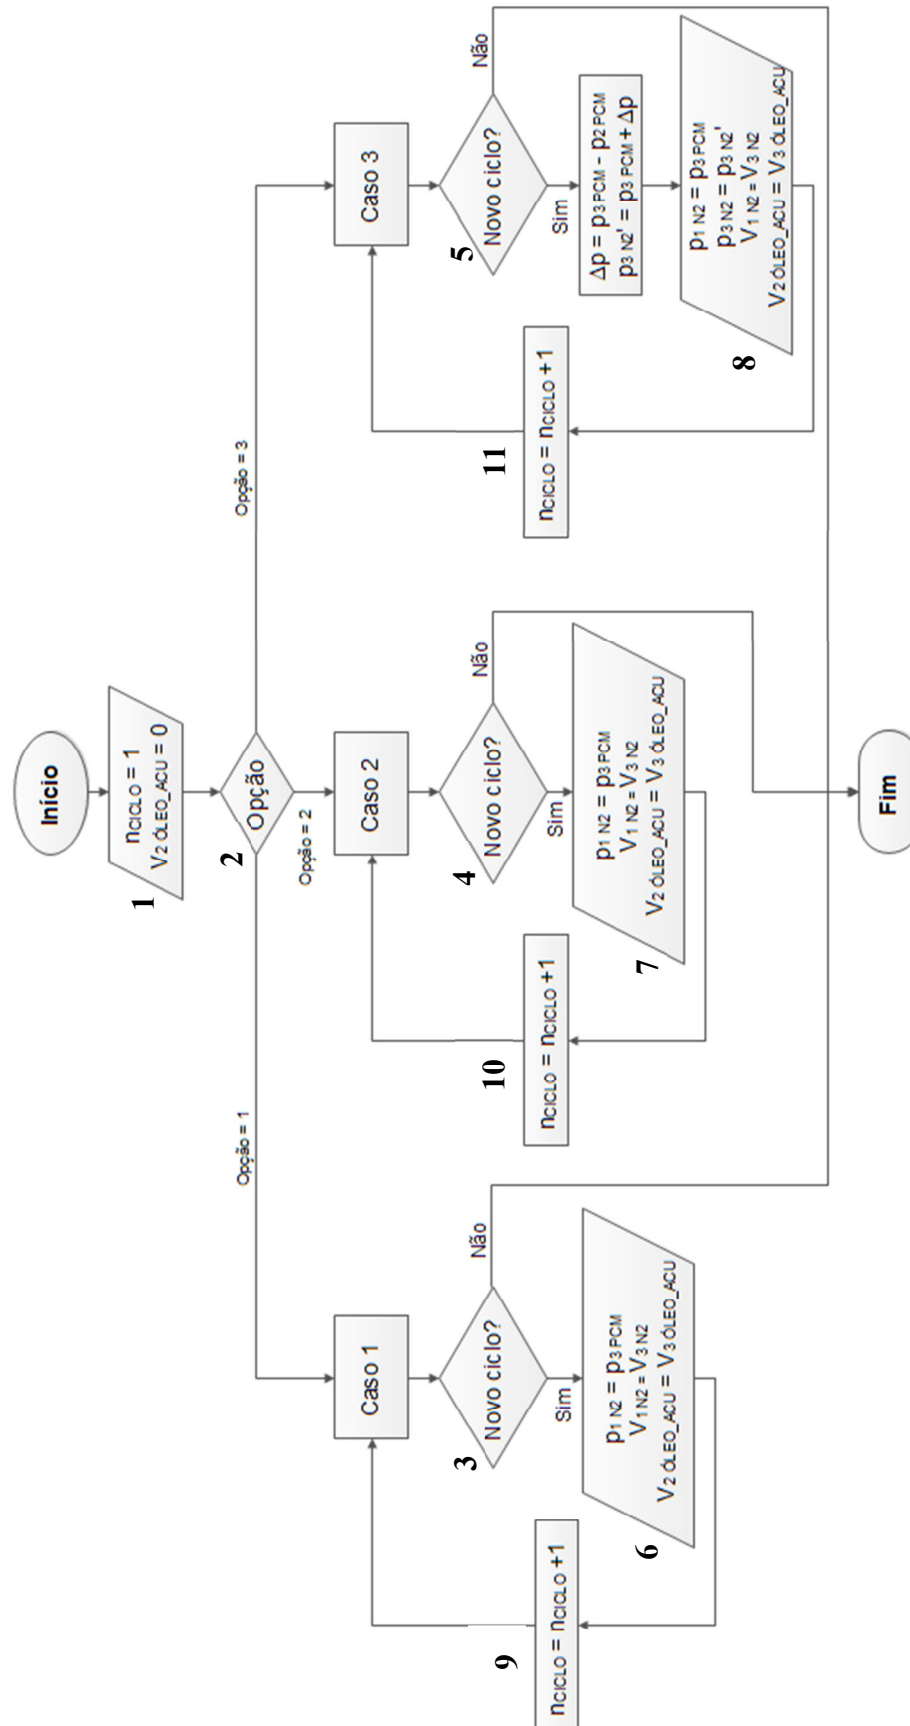 Início
1
nCICLO = 1
V2 ÓLEO_ACU = 0
2
Opção
Opção = 1
Opção = 2
Opção = 3
Caso 1
3
Novo ciclo?
Não
Sim
6
p1 N2 = p3 PCM
V1 N2 = V3 N2
V2 ÓLEO_ACU = V3 ÓLEO_ACU
9
nCICLO = nCICLO +1
Caso 2
4
Novo ciclo?
Não
Sim
7
p1 N2 = p3 PCM
V1 N2 = V3 N2
V2 ÓLEO_ACU = V3 ÓLEO_ACU
10
nCICLO = nCICLO +1
Caso 3
5
Novo ciclo?
Não
Sim
Δp = p3 PCM - p2 PCM
p3 N2' = p3 PCM + Δp
8
p1 N2 = p3 PCM
p3 N2 = p3 N2'
V1 N2 = V3 N2
V2 ÓLEO_ACU = V3 ÓLEO_ACU
11
nCICLO = nCICLO +1
Fim